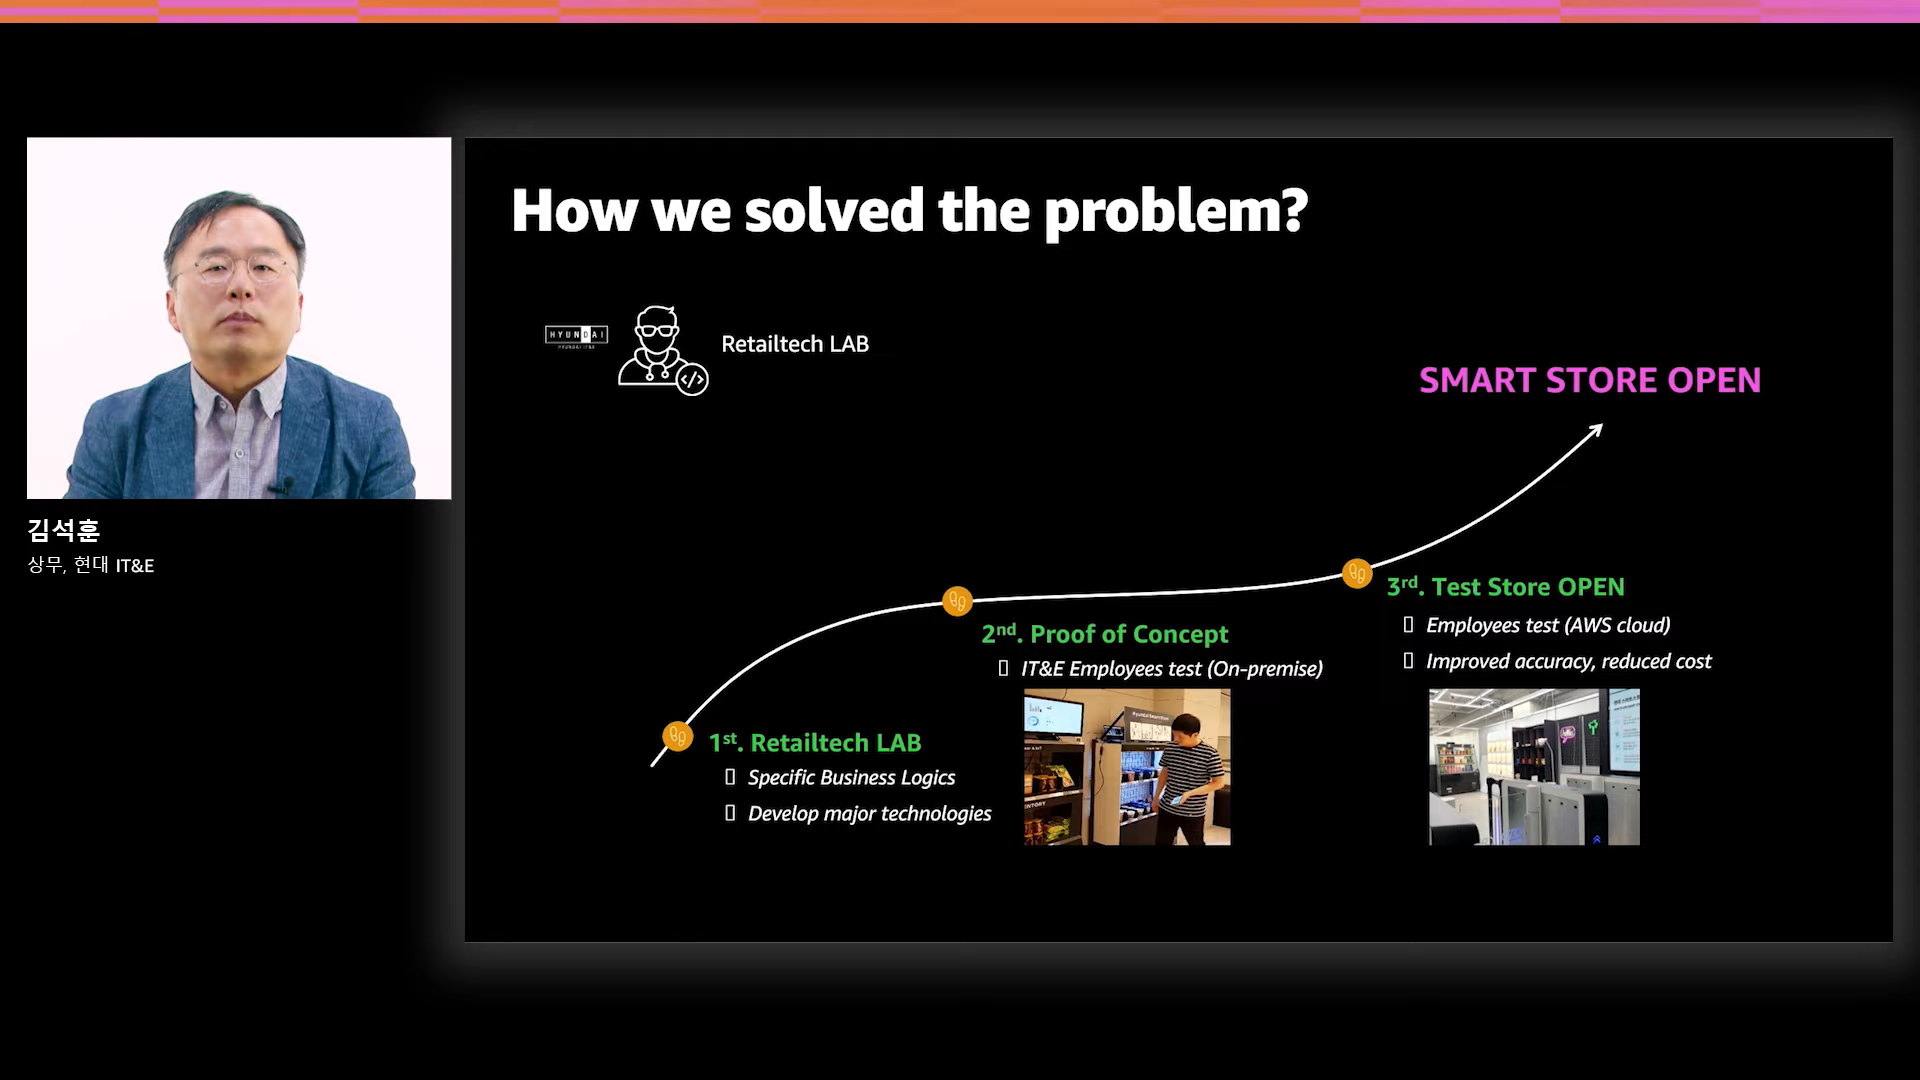 How we solved the problem?
HYUNDAI
HYUNDAI IT&E
Retailtech LAB
SMART STORE OPEN
김석훈
상무, 현대 IT&E
3rd. Test Store OPEN
Employees test (AWS cloud)
Improved accuracy, reduced cost
2nd. Proof of Concept
IT&E Employees test (On-premise)
1st. Retailtech LAB
Specific Business Logics
Develop major technologies